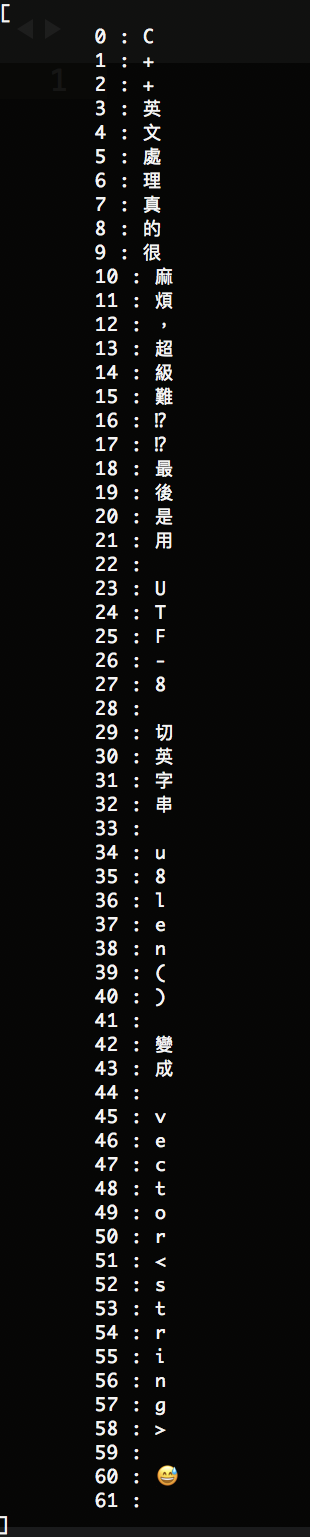 [
0 : C
1 : +
2 : +
3 : 英
4 : 文
5 : 處
6 : 理
7 : 真
8 : 的
9 : 很
10 : 麻
11 : 煩
12 : ，
13 : 超
14 : 級
15 : 難
16 : ⁉
17 : ⁉
18 : 最
19 : 後
20 : 是
21 : 用
22 :
23 : U
24 : T
25 : F
26 : -
27 : 8
28 :
29 : 切
30 : 英
31 : 字
32 : 串
33 :
34 : u
35 : 8
36 : l
37 : e
38 : n
39 : (
40 : )
41 :
42 : 變
43 : 成
44 :
45 : v
46 : e
47 : c
48 : t
49 : o
50 : r
51 : <
52 : s
53 : t
54 : r
55 : i
56 : n
57 : g
58 : >
59 :
60 : 😅
61 :
]
1